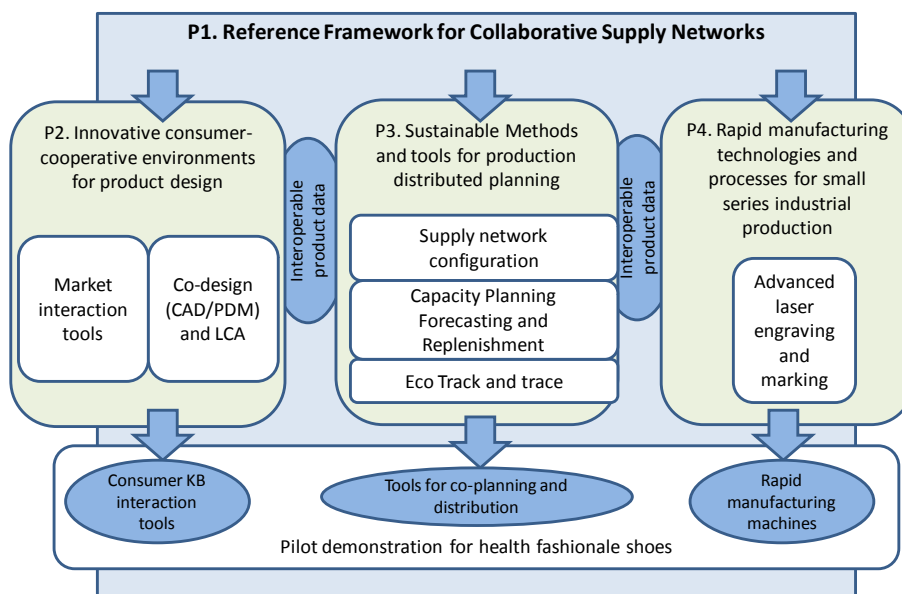 P1. Reference Framework for Collaborative Supply Networks
P2. Innovative consumer-
cooperative environments
for product design
Market
interaction
tools
Co-design
(CAD/PDM)
and LCA
Interoperable
product data
P3. Sustainable Methods
and tools for production
distributed planning
Supply network
configuration
Capacity Planning
Forecasting and
Replenishment
Eco Track and trace
Interoperable
product data
P4. Rapid manufacturing
technologies and
processes for small
series industrial
production
Advanced
laser
engraving
and
marking
Consumer KB
interaction
tools
Tools for co-planning and
distribution
Rapid
manufacturing
machines
Pilot demonstration for health fashionale shoes